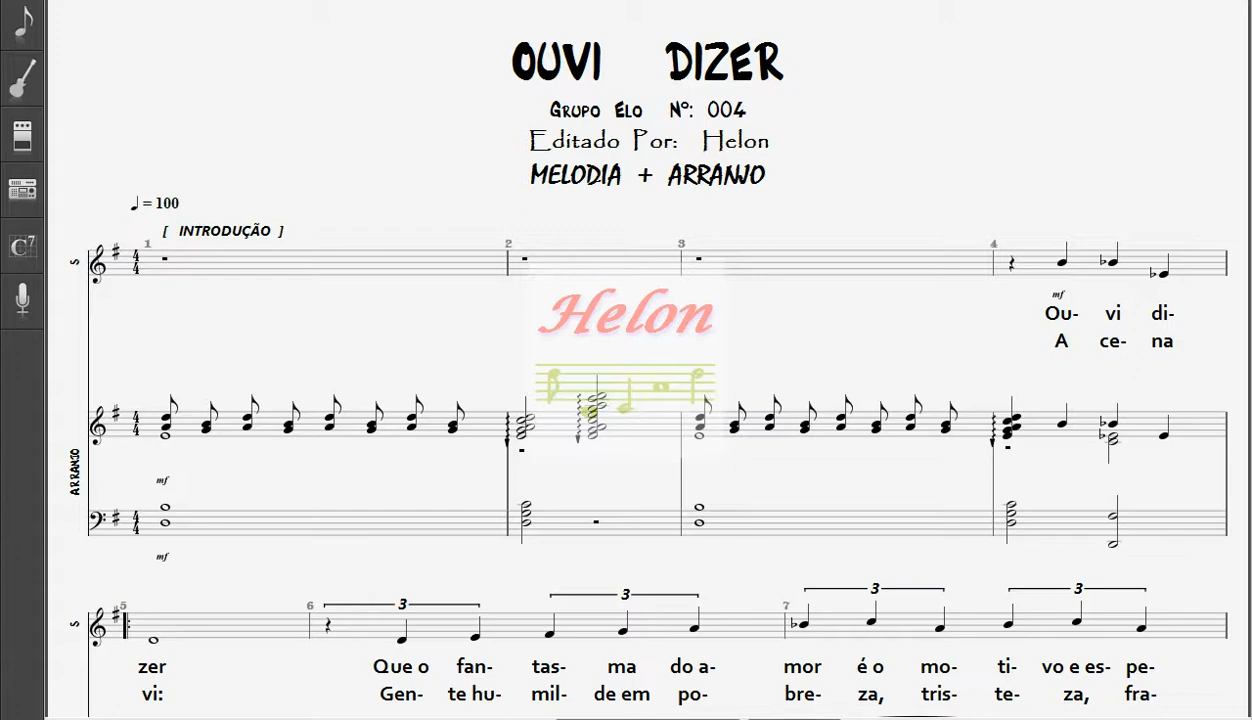 OUVI DIZER
GRUPO ELO Nº: 004
Editado Por: Helon
MELODIA + ARRANJO
♩ = 100
[ INTRODUÇÃO ]
1 2 3 4
S
Helon
mf
Ou- vi di-
A ce- na
ARRANJO
mf
mf
C7
5 6 7
3 3 3 3
S
zer Que o fan- tas- ma do a- mor é o mo- ti- vo e es- pe-
vi: Gen- te hu- mil- de em po- bre- za, tris- te- za, fra-